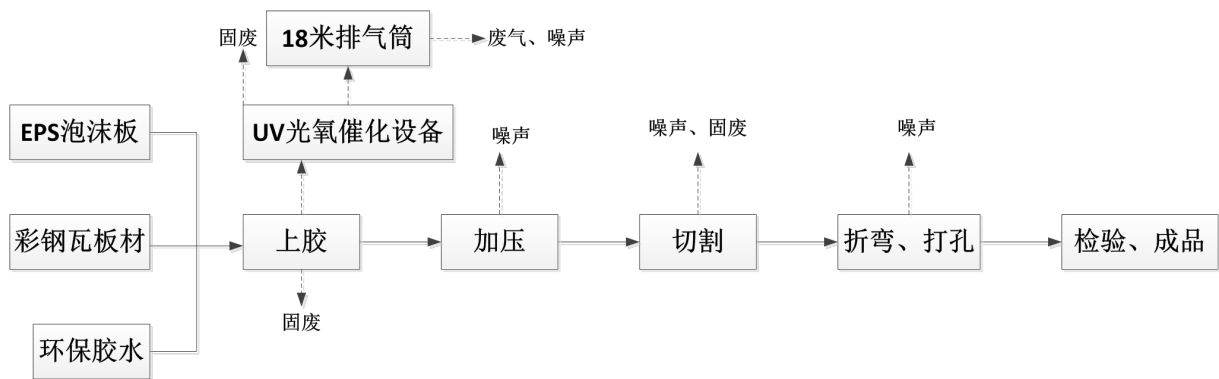 固废
18米排气筒
废气、噪声
EPS泡沫板
UV光氧催化设备
噪声
噪声、固废
噪声
彩钢瓦板材
上胶
加压
切割
折弯、打孔
检验、成品
固废
环保胶水